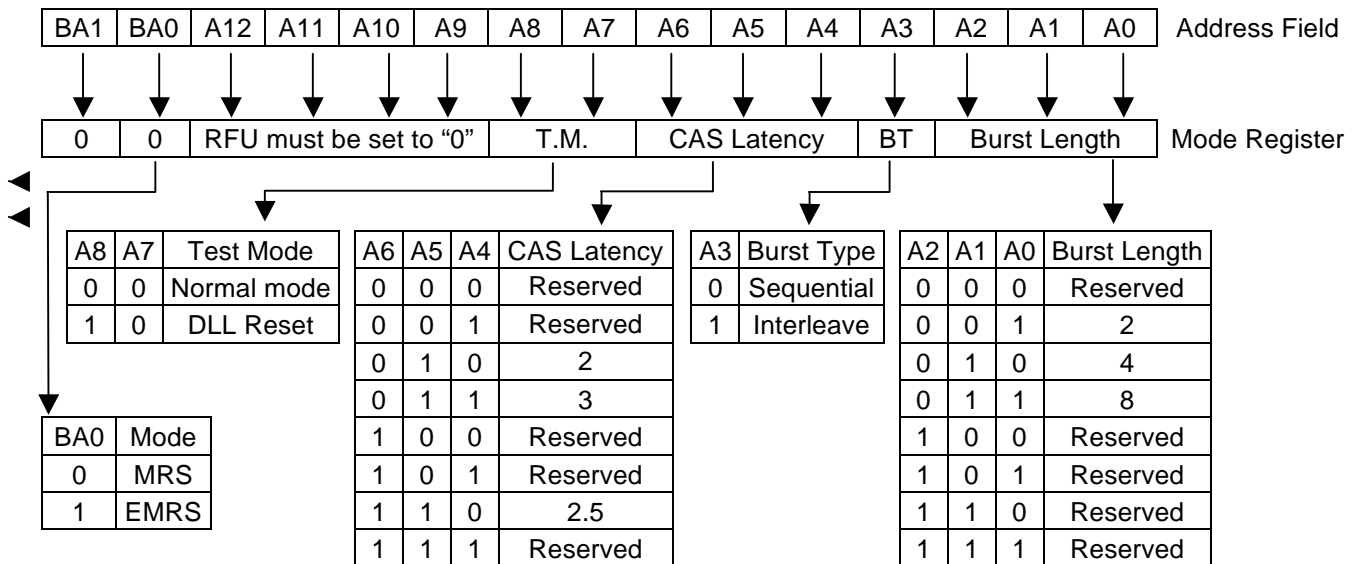 BA1 BA0 A12 A11 A10 A9 A8 A7 A6 A5 A4 A3 A2 A1 A0 Address Field
0 0 RFU must be set to “0” T.M. CAS Latency BT Burst Length Mode Register
A8 A7 Test Mode
0 0 Normal mode
1 0 DLL Reset
A6 A5 A4 CAS Latency
0 0 0 Reserved
0 0 1 Reserved
0 1 0 2
0 1 1 3
1 0 0 Reserved
1 0 1 Reserved
1 1 0 2.5
1 1 1 Reserved
A3 Burst Type
0 Sequential
1 Interleave
A2 A1 A0 Burst Length
0 0 0 Reserved
0 0 1 2
0 1 0 4
0 1 1 8
1 0 0 Reserved
1 0 1 Reserved
1 1 0 Reserved
1 1 1 Reserved
BA0 Mode
0 MRS
1 EMRS